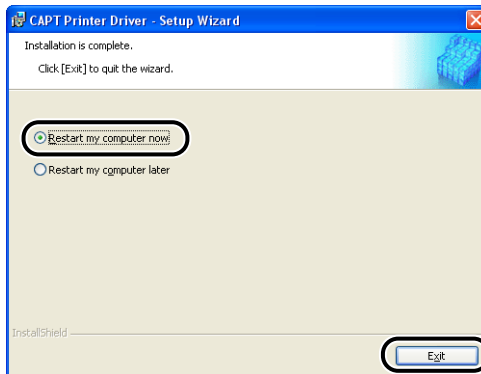 CAPT Printer Driver - Setup Wizard
Installation is complete.
Click [Exit] to quit the wizard.
Restart my computer now
Restart my computer later
InstallShield
Exit